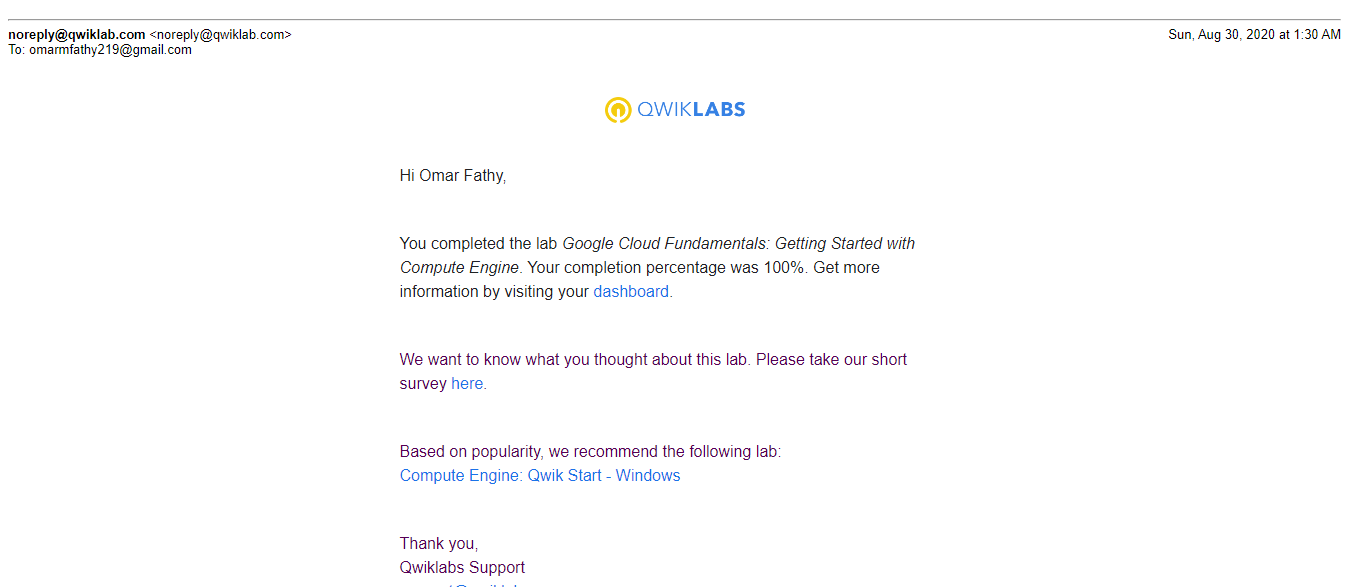 noreply@qwiklab.com <noreply@qwiklab.com>
Sun, Aug 30, 2020 at 1:30 AM
To: omarmfathy219@gmail.com
QWIKLABS
Hi Omar Fathy,
You completed the lab Google Cloud Fundamentals: Getting Started with
Compute Engine. Your completion percentage was 100%. Get more
information by visiting your dashboard.
We want to know what you thought about this lab. Please take our short
survey here.
Based on popularity, we recommend the following lab:
Compute Engine: Qwik Start - Windows
Thank you,
Qwiklabs Support